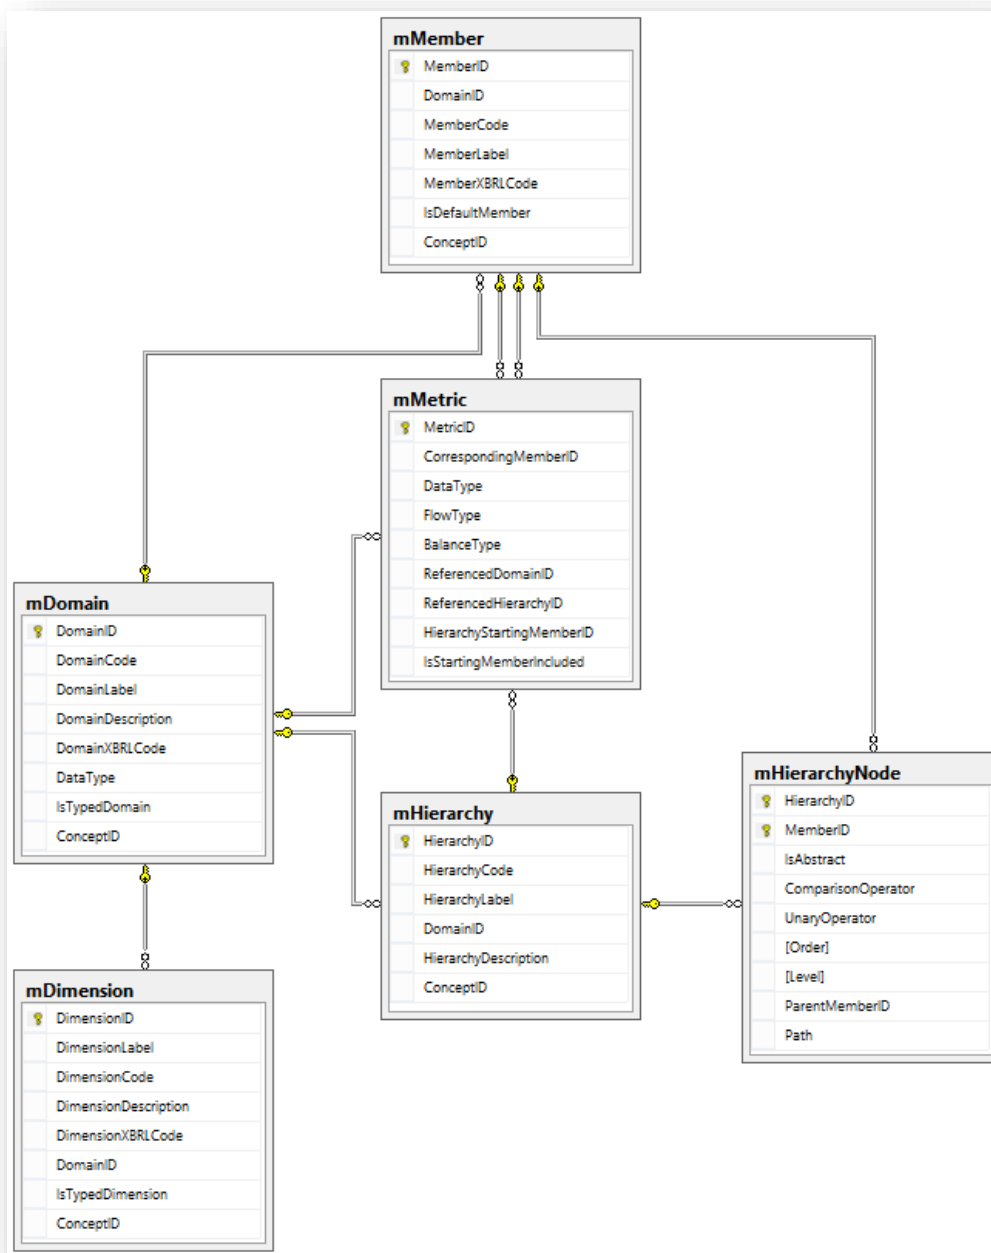 mMember
MemberID
DomainID
MemberCode
MemberLabel
MemberXBRLCode
IsDefaultMember
ConceptID
mMetric
MetricID
CorrespondingMemberID
DataType
FlowType
BalanceType
ReferencedDomainID
ReferencedHierarchyID
HierarchyStartingMemberID
IsStartingMemberIncluded
mDomain
DomainID
DomainCode
DomainLabel
DomainDescription
DomainXBRLCode
DataType
IsTypedDomain
ConceptID
mHierarchy
HierarchyID
HierarchyCode
HierarchyLabel
DomainID
HierarchyDescription
ConceptID
mHierarchyNode
HierarchyID
MemberID
IsAbstract
ComparisonOperator
UnaryOperator
[Order]
[Level]
ParentMemberID
Path
mDimension
DimensionID
DimensionLabel
DimensionCode
DimensionDescription
DimensionXBRLCode
DomainID
IsTypedDimension
ConceptID